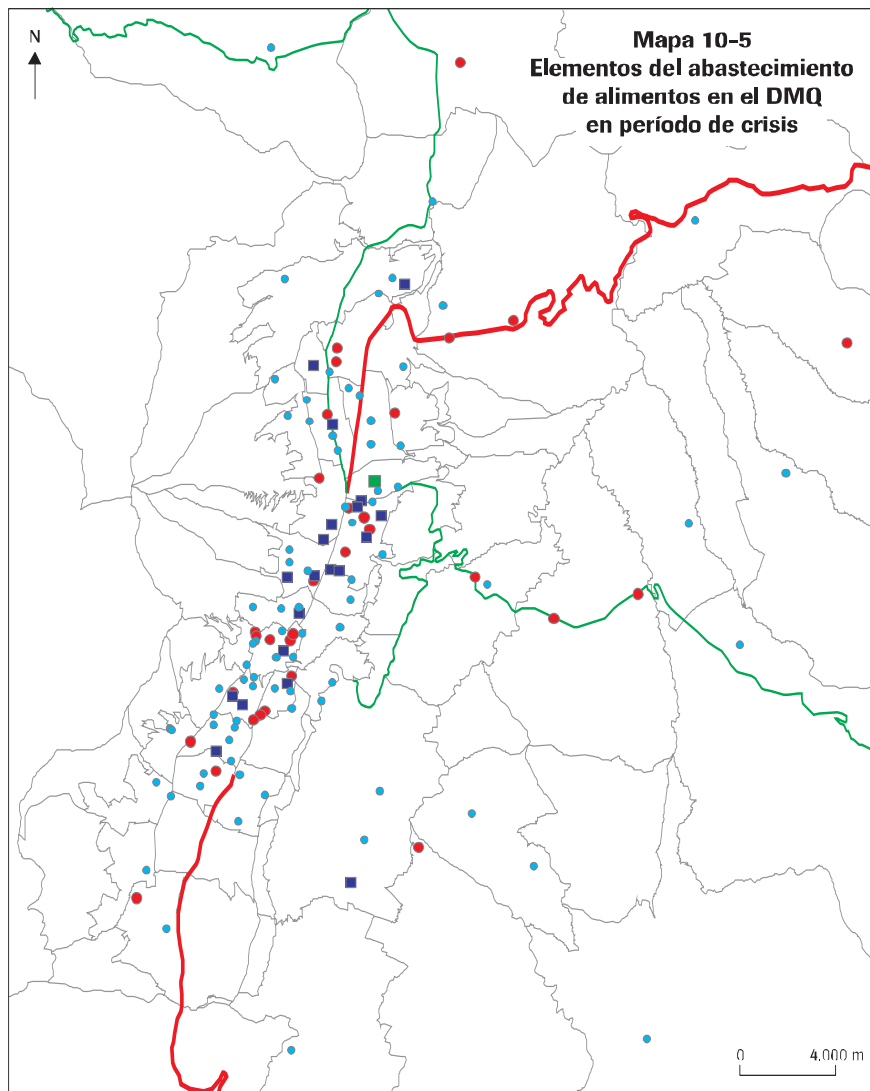 N
Mapa 10-5
Elementos del abastecimiento
de alimentos en el DMQ
en período de crisis
0 4.000 m